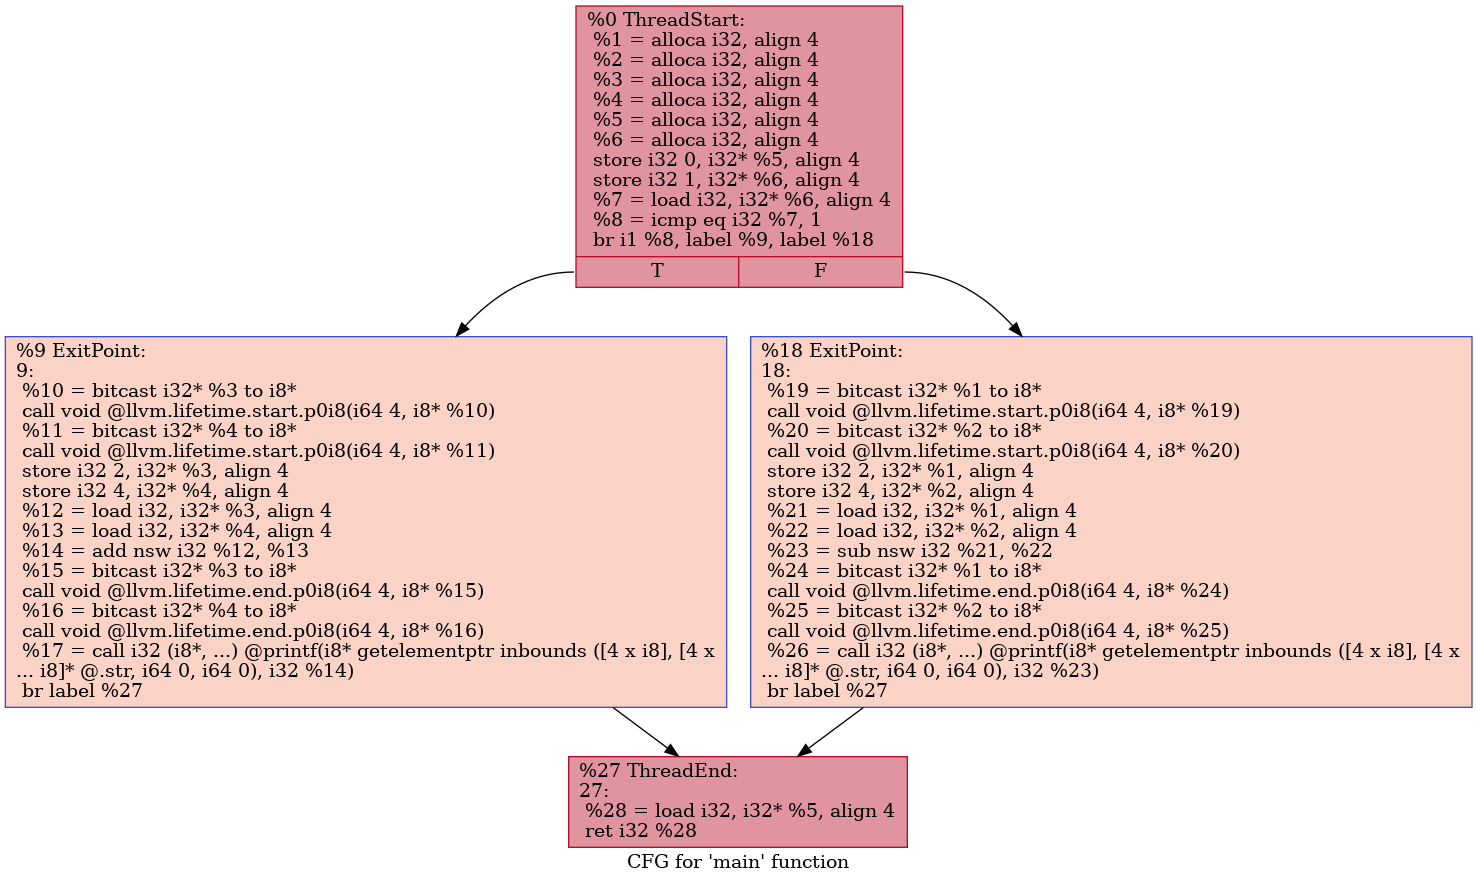 %0 ThreadStart:
%1 = alloca i32, align 4
%2 = alloca i32, align 4
%3 = alloca i32, align 4
%4 = alloca i32, align 4
%5 = alloca i32, align 4
%6 = alloca i32, align 4
store i32 0, i32* %5, align 4
store i32 1, i32* %6, align 4
%7 = load i32, i32* %6, align 4
%8 = icmp eq i32 %7, 1
br i1 %8, label %9, label %18
T
F
%9 ExitPoint:
9:
%10 = bitcast i32* %3 to i8*
call void @llvm.lifetime.start.p0i8(i64 4, i8* %10)
%11 = bitcast i32* %4 to i8*
call void @llvm.lifetime.start.p0i8(i64 4, i8* %11)
store i32 2, i32* %3, align 4
store i32 4, i32* %4, align 4
%12 = load i32, i32* %3, align 4
%13 = load i32, i32* %4, align 4
%14 = add nsw i32 %12, %13
%15 = bitcast i32* %3 to i8*
call void @llvm.lifetime.end.p0i8(i64 4, i8* %15)
%16 = bitcast i32* %4 to i8*
call void @llvm.lifetime.end.p0i8(i64 4, i8* %16)
%17 = call i32 (i8*, ...) @printf(i8* getelementptr inbounds ([4 x i8], [4 x
... i8]* @.str, i64 0, i64 0), i32 %14)
br label %27
%18 ExitPoint:
18:
%19 = bitcast i32* %1 to i8*
call void @llvm.lifetime.start.p0i8(i64 4, i8* %19)
%20 = bitcast i32* %2 to i8*
call void @llvm.lifetime.start.p0i8(i64 4, i8* %20)
store i32 2, i32* %1, align 4
store i32 4, i32* %2, align 4
%21 = load i32, i32* %1, align 4
%22 = load i32, i32* %2, align 4
%23 = sub nsw i32 %21, %22
%24 = bitcast i32* %1 to i8*
call void @llvm.lifetime.end.p0i8(i64 4, i8* %24)
%25 = bitcast i32* %2 to i8*
call void @llvm.lifetime.end.p0i8(i64 4, i8* %25)
%26 = call i32 (i8*, ...) @printf(i8* getelementptr inbounds ([4 x i8], [4 x
... i8]* @.str, i64 0, i64 0), i32 %23)
br label %27
%27 ThreadEnd:
27:
%28 = load i32, i32* %5, align 4
ret i32 %28
CFG for 'main' function